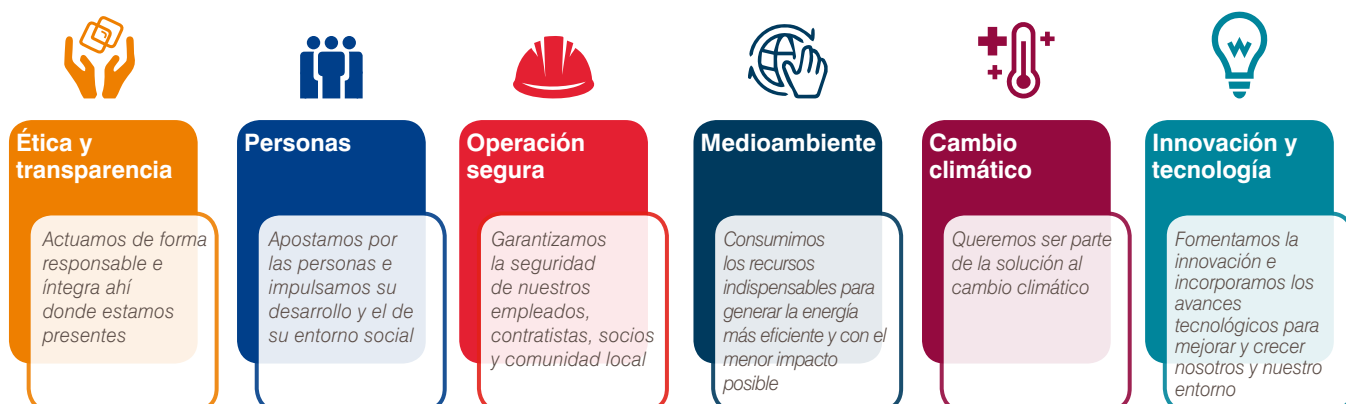 Ética y
transparencia
Actuamos de forma
responsable e
íntegra ahí
donde estamos
presentes
Personas
Apostamos por
las personas e
impulsamos su
desarrollo y el de
su entorno social
Operación
segura
Garantizamos
la seguridad
de nuestros
empleados,
contratistas, socios
y comunidad local
Medioambiente
Consumimos
los recursos
indispensables para
generar la energía
más eficiente y con el
menor impacto
posible
Cambio
climático
Queremos ser parte
de la solución al
cambio climático
Innovación y
tecnología
Fomentamos la
innovación e
incorporamos los
avances
tecnológicos para
mejorar y crecer
nosotros y nuestro
entorno